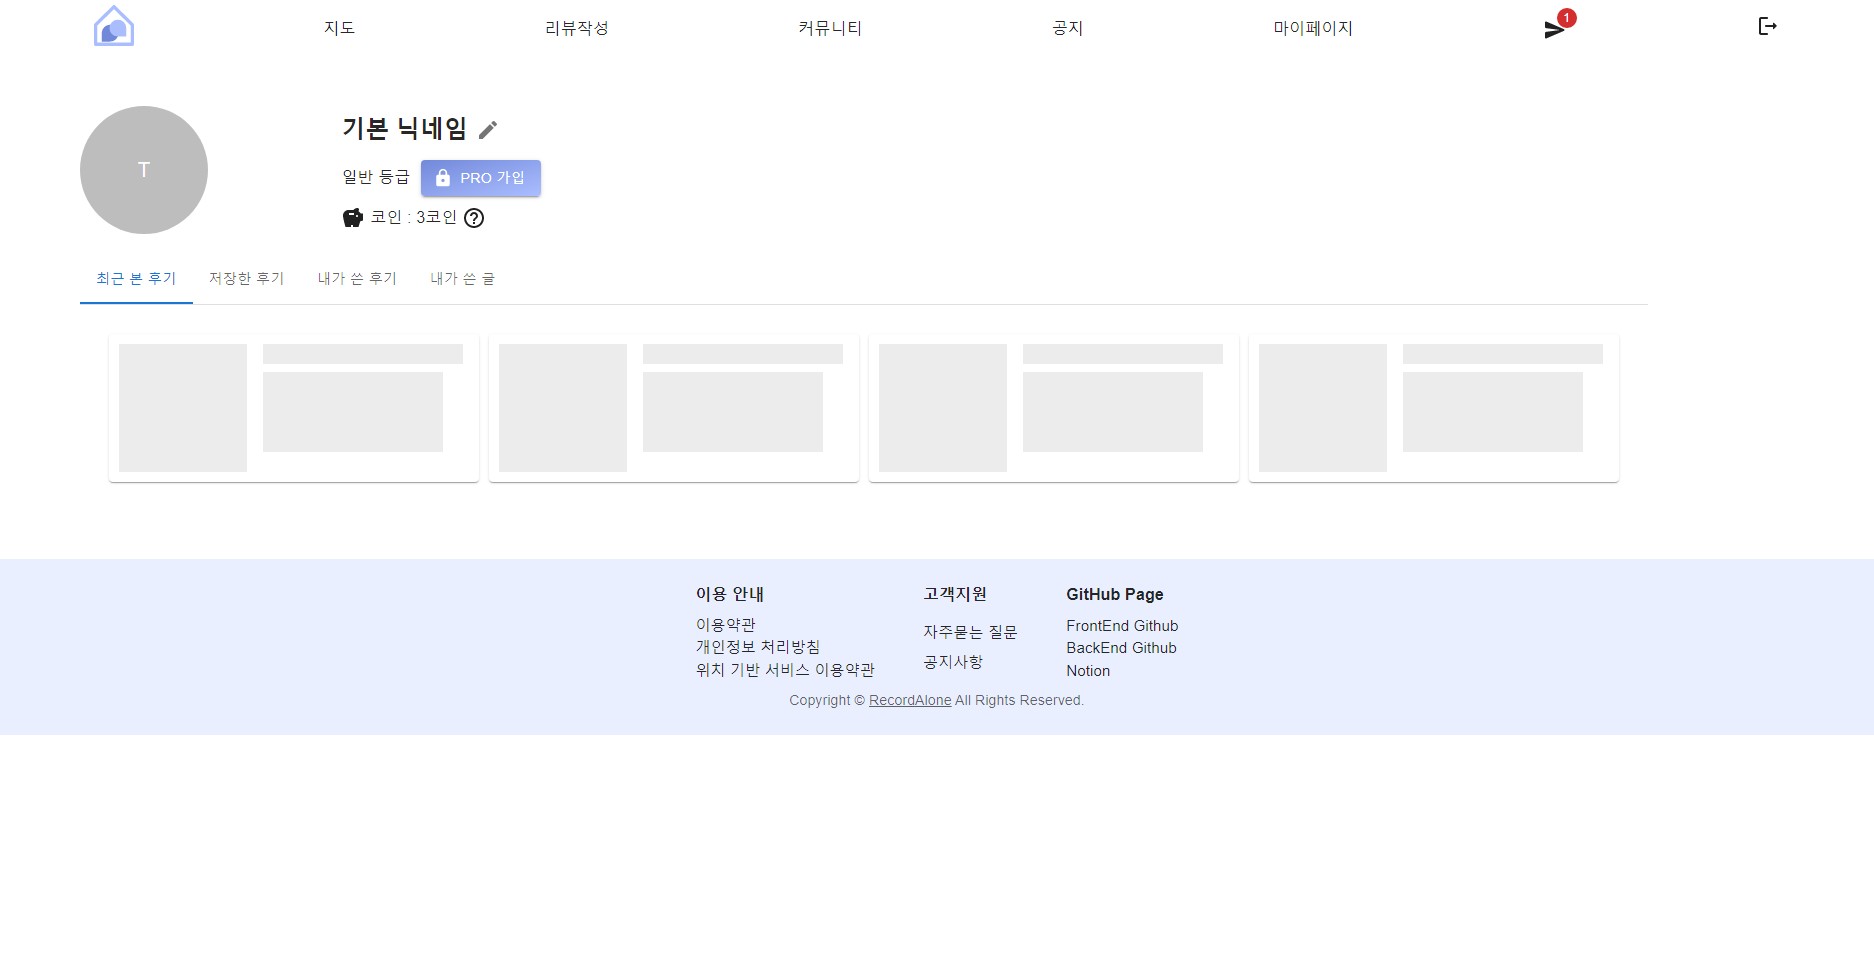 지도
리뷰작성
커뮤니티
공지
마이페이지
1
T
기본 닉네임
일반 등급
PRO 가입
코인 : 3코인
최근 본 후기
저장한 후기
내가 쓴 후기
내가 쓴 글
이용 안내
이용약관
개인정보 처리방침
위치 기반 서비스 이용약관
고객지원
자주묻는 질문
공지사항
GitHub Page
FrontEnd Github
BackEnd Github
Notion
Copyright © RecordAlone All Rights Reserved.